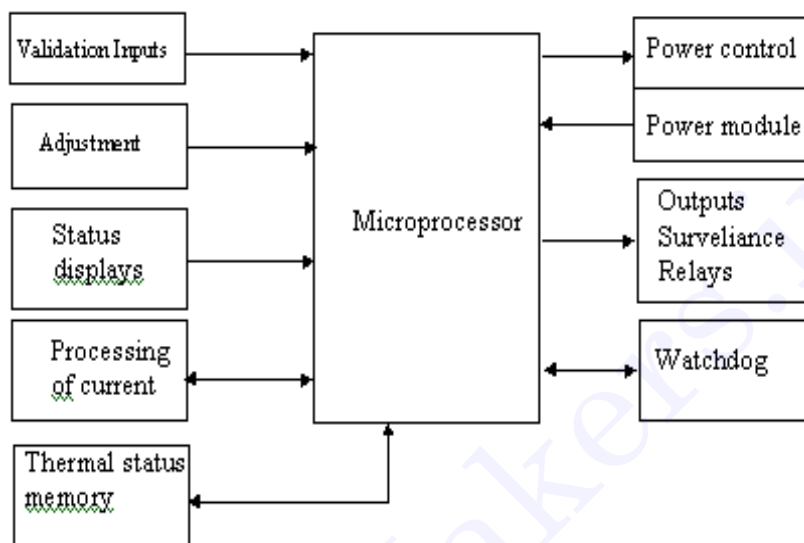 Validation Inputs
Adjustment
Status
displays
Processing
of current
Thermal status
memory
Microprocessor
Power control
Power module
Outputs
Surveliance
Relays
Watchdog